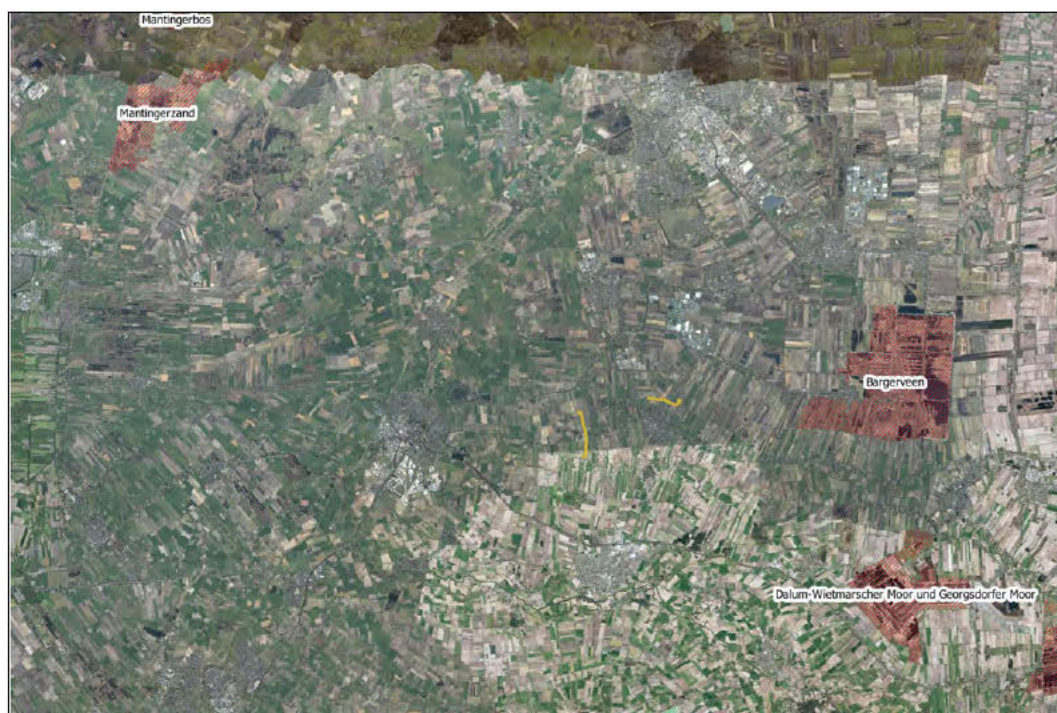 Mantingerbos
Mantingerzand
Bargerveen
Dalum-Wietmarscher Moor und Georgsdorfer Moor